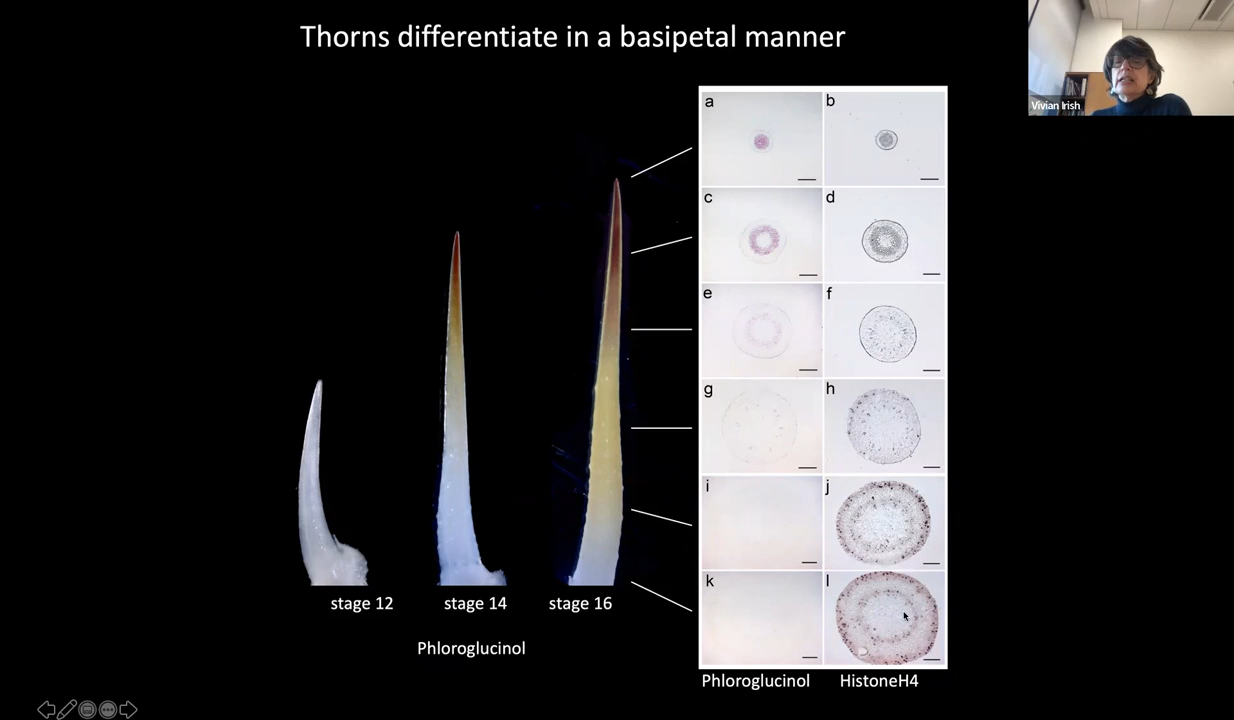 Thorns differentiate in a basipetal manner
Vivian Irish
a
b
c
d
e
f
g
h
i
j
k
l
stage 12
stage 14
stage 16
Phloroglucinol
Phloroglucinol
HistoneH4